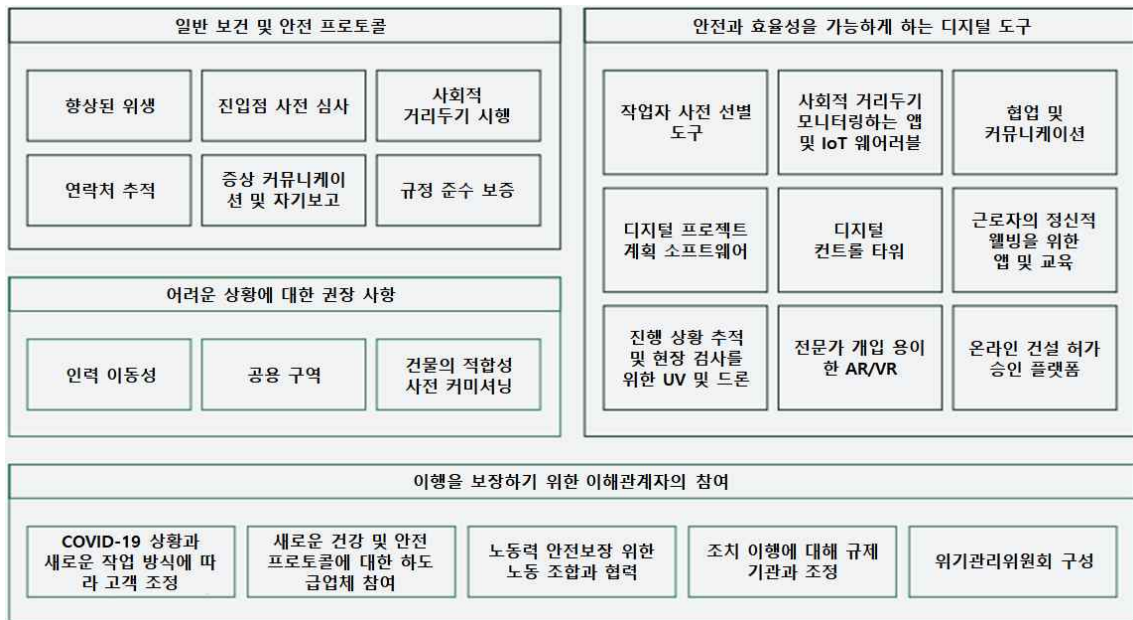 일반 보건 및 안전 프로토콜
향상된 위생
진입점 사전 심사
사회적
거리두기 시행
연락처 추적
증상 커뮤니케이
션 및 자기보고
규정 준수 보증
어려운 상황에 대한 권장 사항
인력 이동성
공용 구역
건물의 적합성
사전 커미셔닝
안전과 효율성을 가능하게 하는 디지털 도구
작업자 사전 선별
도구
사회적 거리두기
모니터링하는 앱
및 IoT 웨어러블
협업 및
커뮤니케이션
디지털 프로젝트
계획 소프트웨어
디지털
컨트롤 타워
근로자의 정신적
웰빙을 위한
앱 및 교육
진행 상황 추적
및 현장 검사를
위한 UV 및 드론
전문가 개입 용이
한 AR/VR
온라인 건설 허가
승인 플랫폼
이행을 보장하기 위한 이해관계자의 참여
COVID-19 상황과
새로운 작업 방식에 따
라 고객 조정
새로운 건강 및 안전
프로토콜에 대한 하도
급업체 참여
노동력 안전보장 위한
노동 조합과 협력
조치 이행에 대해 규제
기관과 조정
위기관리위원회 구성